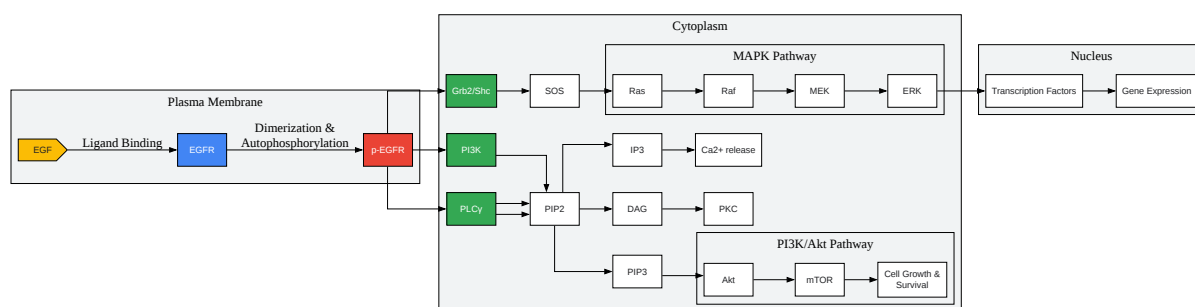 Cytoplasm
MAPK Pathway
Nucleus
Grb2/Shc
SOS
Ras
Raf
MEK
ERK
Transcription Factors
Gene Expression
Plasma Membrane
EGF
Ligand Binding
EGFR
Dimerization &
Autophosphorylation
p-EGFR
PI3K
IP3
Ca2+ release
PLCγ
PIP2
DAG
PKC
PI3K/Akt Pathway
PIP3
Akt
mTOR
Cell Growth &
Survival